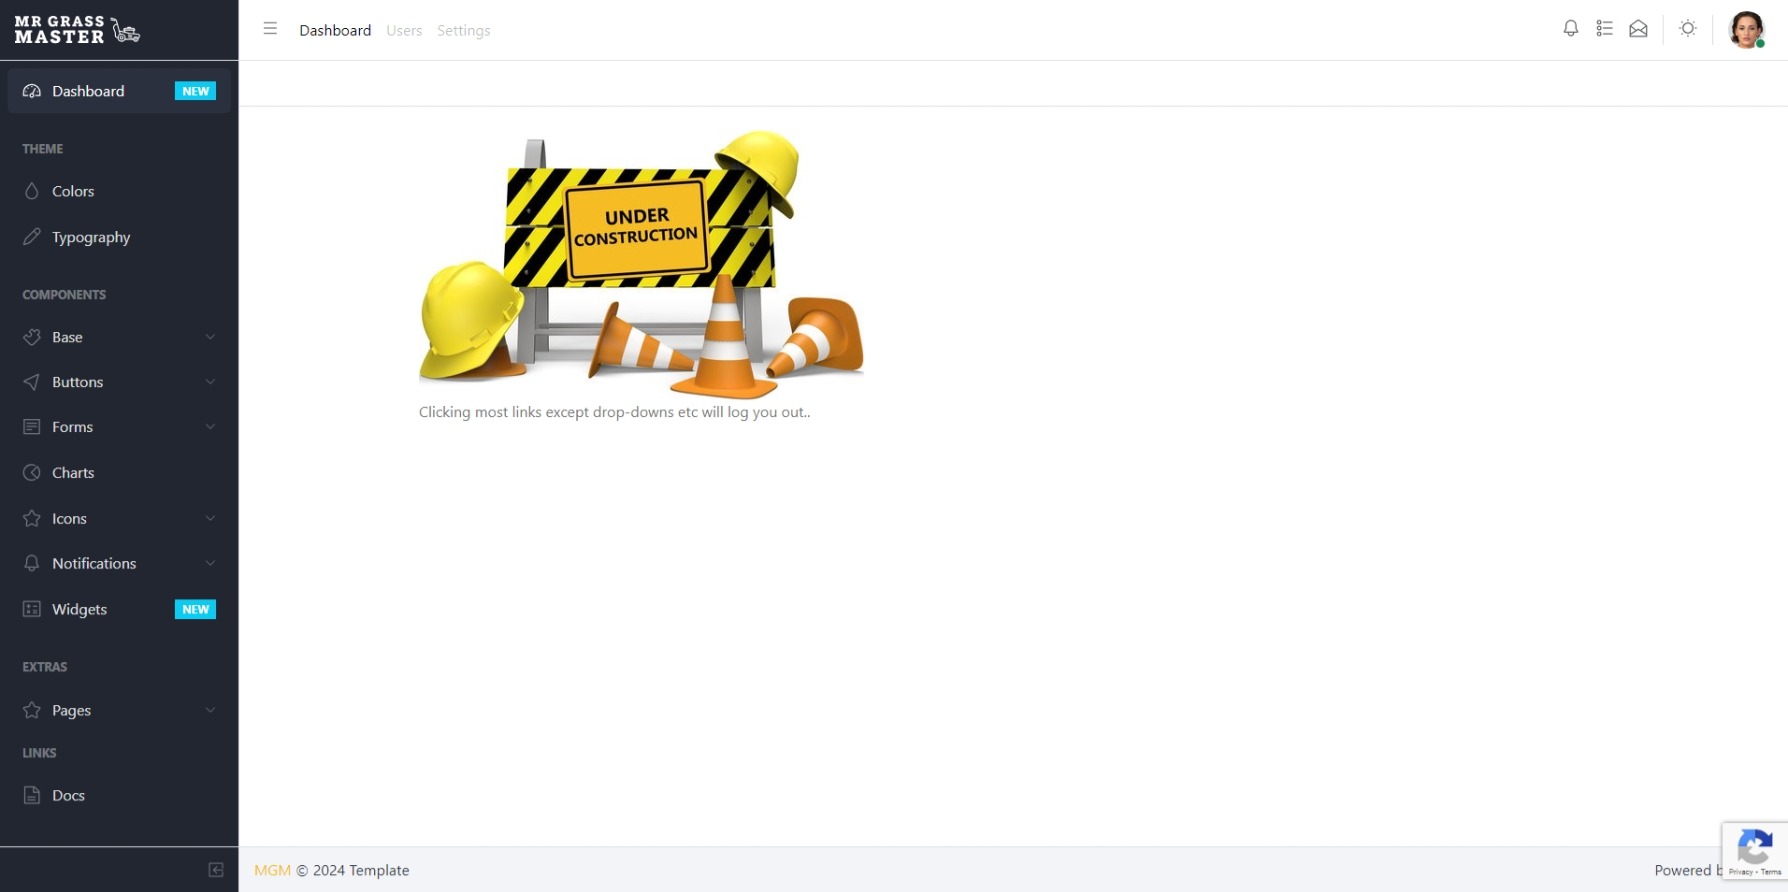 MR GRASS
MASTER
Dashboard Users Settings
Dashboard NEW
THEME
Colors
Typography
COMPONENTS
Base
Buttons
Forms
Charts
Icons
Notifications
Widgets NEW
EXTRAS
Pages
LINKS
Docs
UNDER
CONSTRUCTION
Clicking most links except drop-downs etc will log you out..
MGM © 2024 Template
Powered b
Privacy - Terms